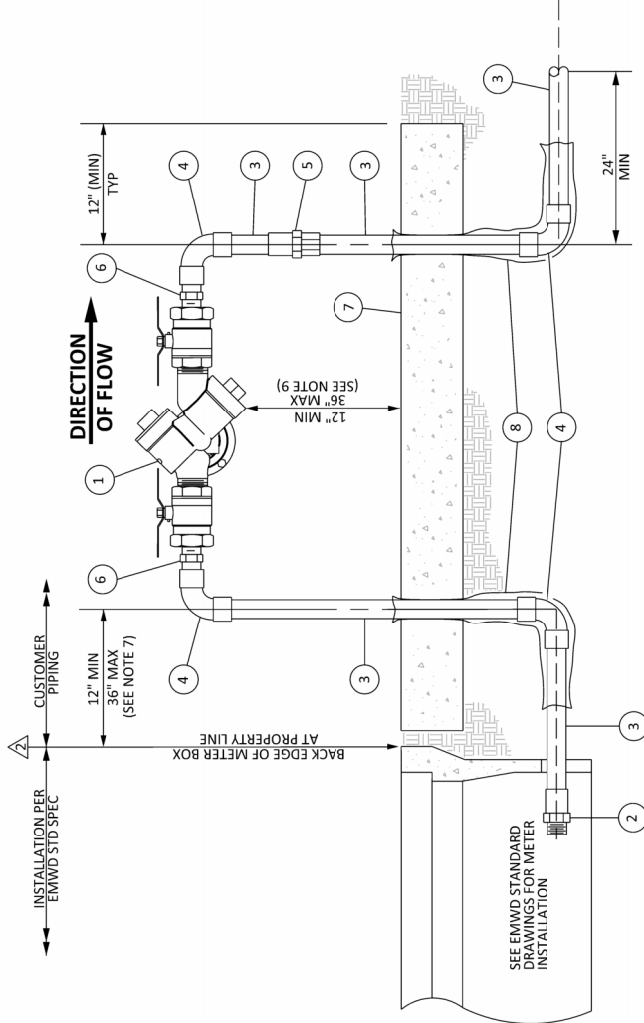 2
INSTALLATION PER
EMWD STD SPEC
CUSTOMER
PIPING
12" MIN
36" MAX
(SEE NOTE 7)
BACK EDGE OF METER BOX
AT PROPERTY LINE
DIRECTION
OF FLOW
12" (MIN)
TYP
4
6
1
6
4
3
5
3
3
7
12" MIN
36" MAX
(SEE NOTE 9)
8
4
3
24"
MIN
3
2
SEE EMWD STANDARD
DRAWINGS FOR METER
INSTALLATION